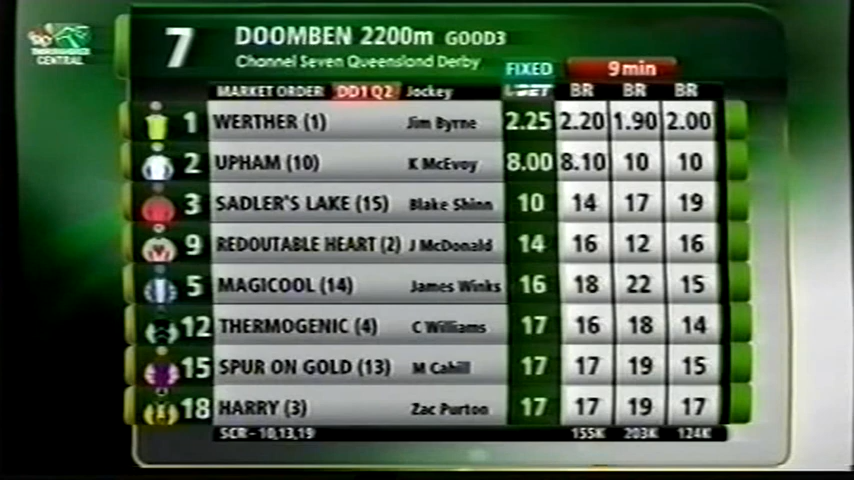 THOROUGHBRED
CENTRAL
7 DOOMBEN 2200m GOOD3
Channel Seven Queensland Derby
FIXED 9min
MARKET ORDER DD1 Q2 Jockey BR BR BR
1 WERTHER (1) Jim Byrne 2.25 2.20 1.90 2.00
2 UPHAM (10) K McEvoy 8.00 8.10 10 10
3 SADLER'S LAKE (15) Blake Shinn 10 14 17 19
9 REDOUTABLE HEART (2) J McDonald 14 16 12 16
5 MAGICOOL (14) James Winks 16 18 22 15
12 THERMOGENIC (4) C Williams 17 16 18 14
15 SPUR ON GOLD (13) M Cahill 17 17 19 15
18 HARRY (3) Zac Purton 17 17 19 17
SCR - 10,13,19 155K 203K 124K